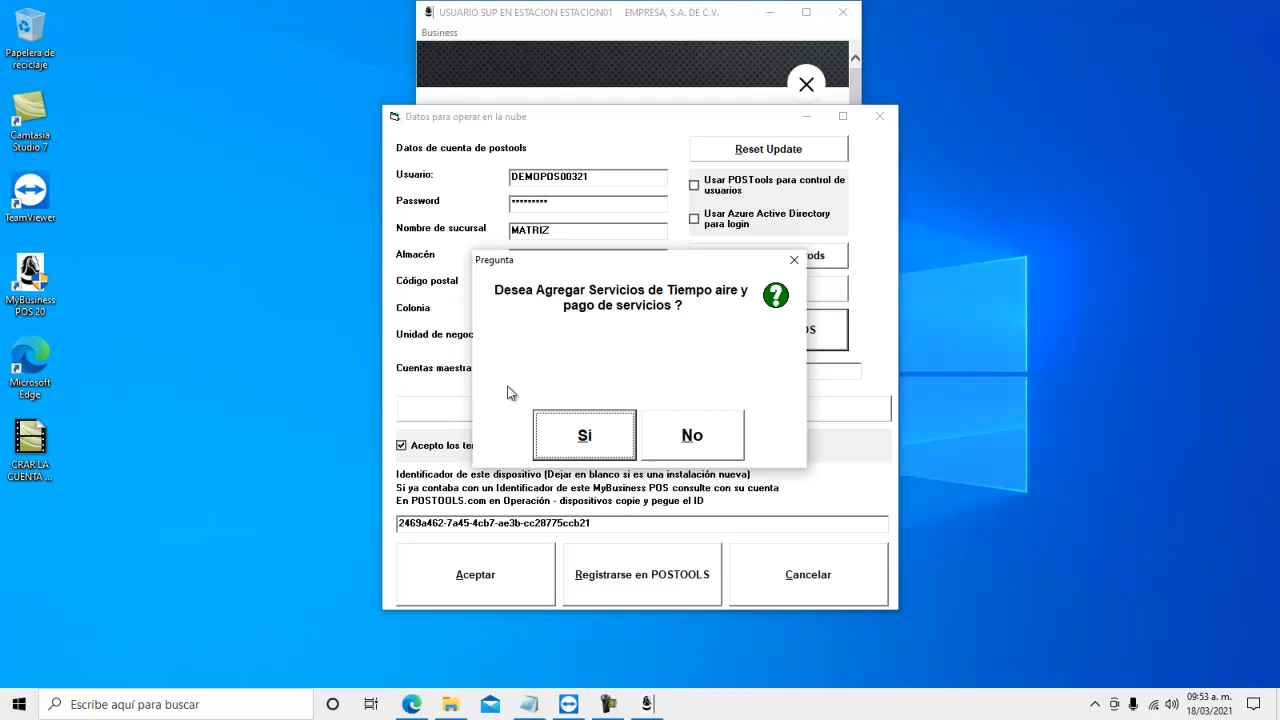 USUARIO SUP EN ESTACION ESTACION01 EMPRESA, S.A. DE C.V.
Business
Papelera de
reciclaje
Camtasia
Studio 7
TeamViewer
MyBusiness
POS 20
Microsoft
Edge
CRAR LA
CUENTA ...
Datos para operar en la nube
Datos de cuenta de postools
Reset Update
Usuario:
DEMOPOS00321
Usar POSTools para control de
usuarios
Password
*********
Nombre de sucursal
MATRIZ
Usar Azure Active Directory
para login
Almacén
Código postal
Colonia
Unidad de negoc
Cuentas maestra
Pregunta
Desea Agregar Servicios de Tiempo aire y
pago de servicios ?
Si
No
Acepto los te
Identificador de este dispositivo (Dejar en blanco si es una instalación nueva)
Si ya contaba con un Identificador de este MyBusiness POS consulte con su cuenta
En POSTOOLS.com en Operación - dispositivos copie y pegue el ID
2469a462-7a45-4cb7-ae3b-cc28775ccb21
Aceptar
Registrarse en POSTOOLS
Cancelar
Escribe aquí para buscar
09:53 a. m.
18/03/2021